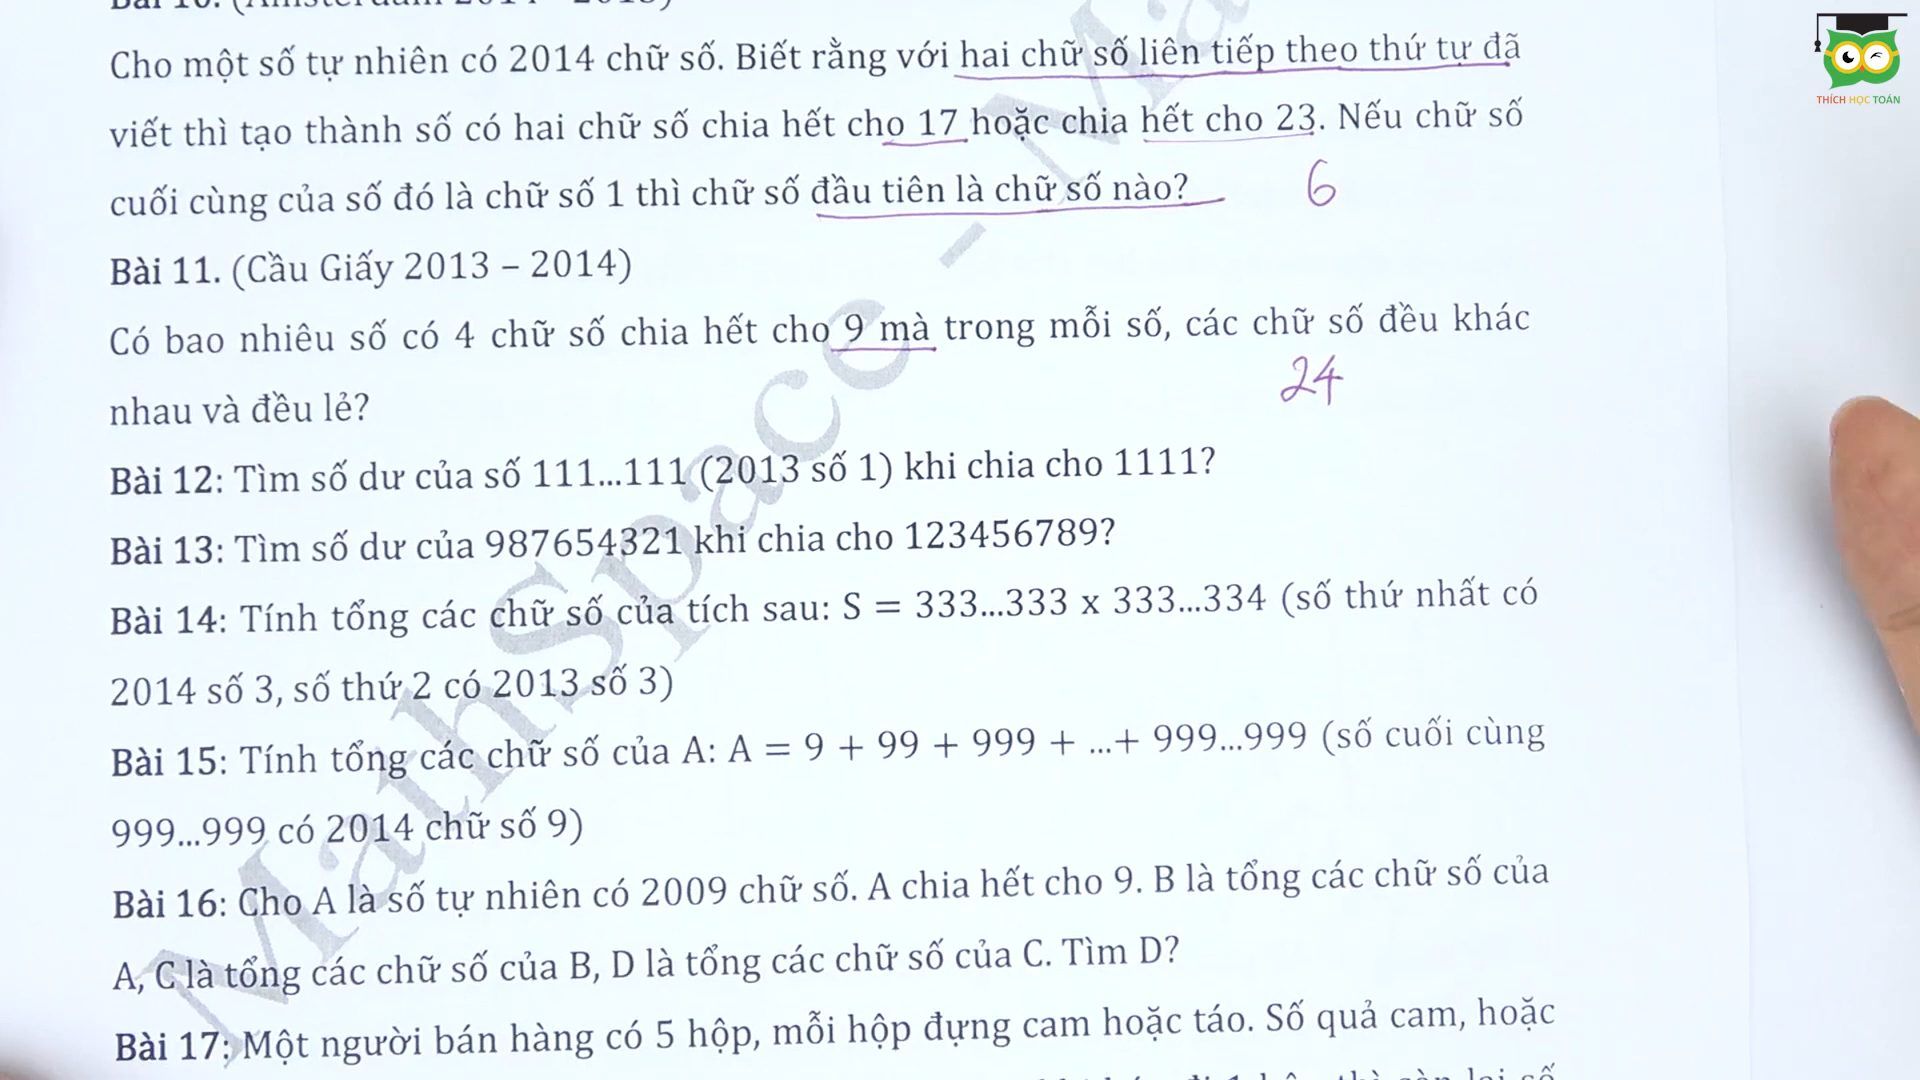 Bài 10. (Amsterdam 2014 - 2015)
Cho một số tự nhiên có 2014 chữ số. Biết rằng với hai chữ số liên tiếp theo thứ tự đã
viết thì tạo thành số có hai chữ số chia hết cho 17 hoặc chia hết cho 23. Nếu chữ số
cuối cùng của số đó là chữ số 1 thì chữ số đầu tiên là chữ số nào? 6
Bài 11. (Cầu Giấy 2013 – 2014)
Có bao nhiêu số có 4 chữ số chia hết cho 9 mà trong mỗi số, các chữ số đều khác
nhau và đều lẻ? 24
Bài 12: Tìm số dư của số 111...111 (2013 số 1) khi chia cho 1111?
Bài 13: Tìm số dư của 987654321 khi chia cho 123456789?
Bài 14: Tính tổng các chữ số của tích sau: S = 333...333 x 333...334 (số thứ nhất có
2014 số 3, số thứ 2 có 2013 số 3)
Bài 15: Tính tổng các chữ số của A: A = 9 + 99 + 999 + ...+ 999...999 (số cuối cùng
999...999 có 2014 chữ số 9)
Bài 16: Cho A là số tự nhiên có 2009 chữ số. A chia hết cho 9. B là tổng các chữ số của
A, C là tổng các chữ số của B, D là tổng các chữ số của C. Tìm D?
Bài 17: Một người bán hàng có 5 hộp, mỗi hộp đựng cam hoặc táo. Số quả cam, hoặc
THÍCH HỌC TOÁN
MathSpace - Ma